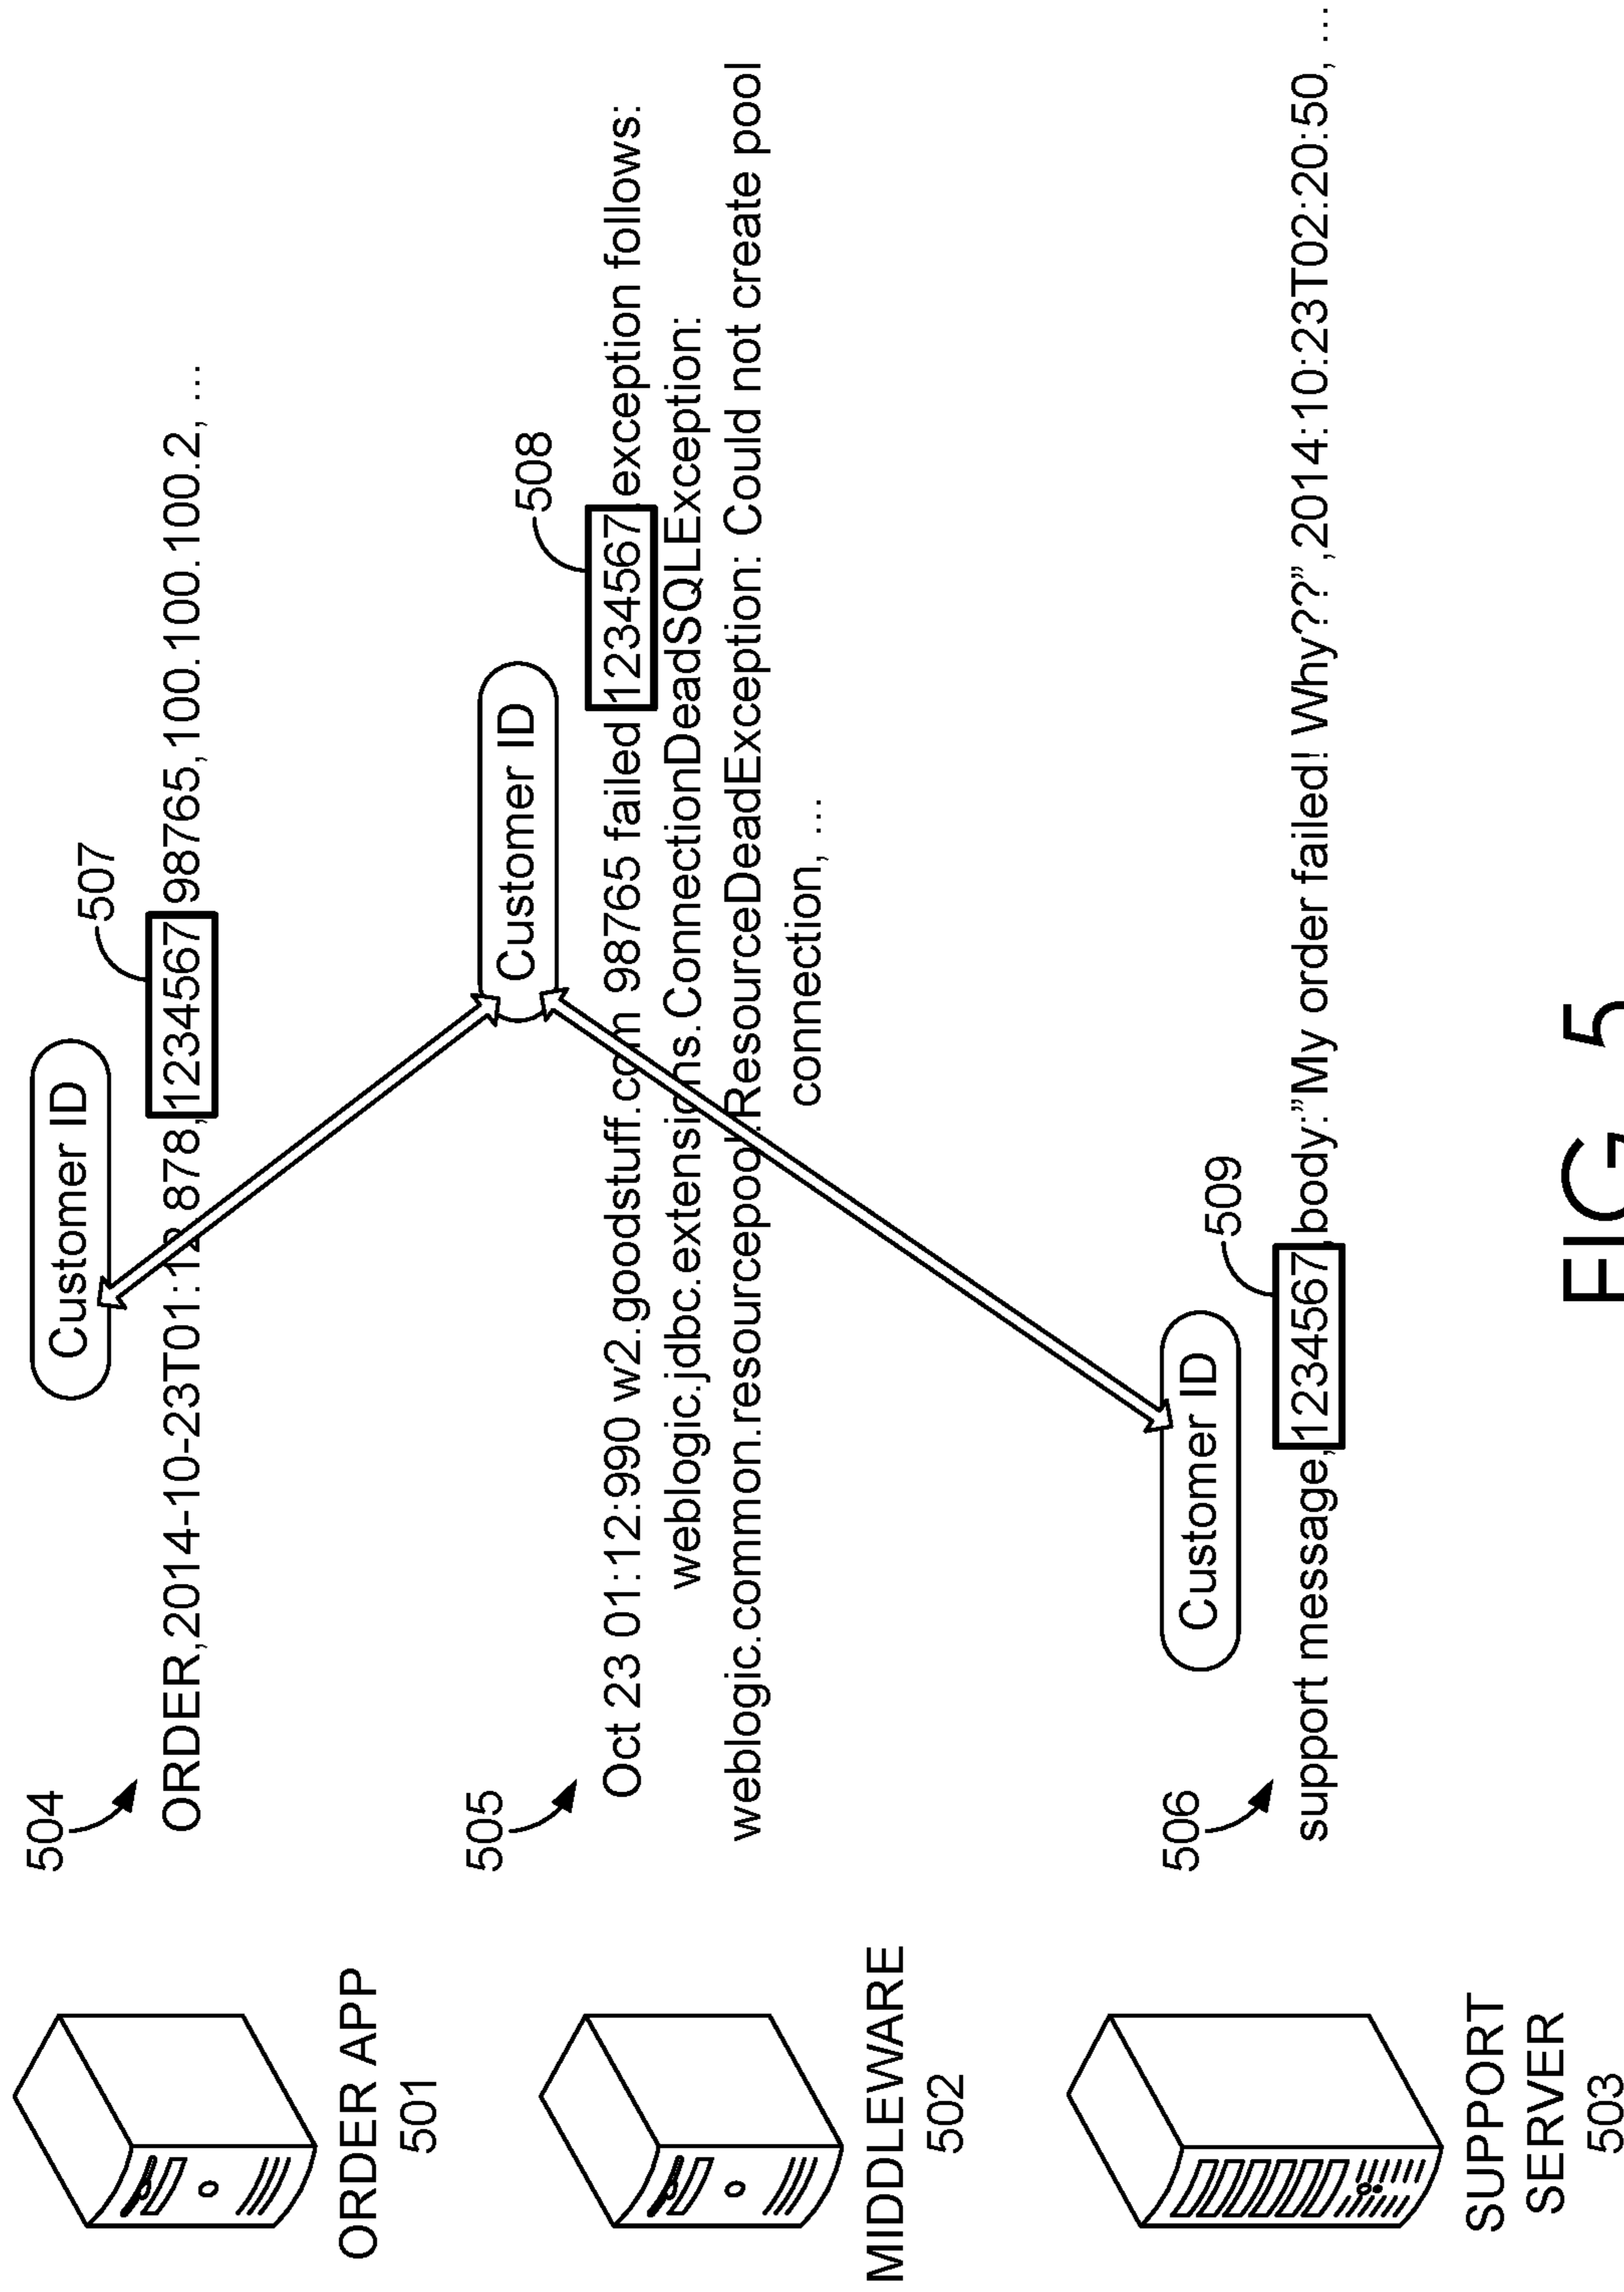 504
Customer ID
507
ORDER,2014-10-23T01:12 878,1234567 98765,100.100.100.2, …
ORDER APP
501
505
Customer ID
508
Oct 23 01:12:990 w2.goodstuff.com 98765 failed 1234567 exception follows:
weblogic.jdbc.extensions.ConnectionDeadSQLException:
weblogic.common.resourcepool.ResourceDeadException: Could not create pool
connection, …
MIDDLEWARE
502
506
Customer ID
509
support message,1234567,body:”My order failed! Why??”,2014:10:23T02:20:50, …
SUPPORT
SERVER
503
FIG. 5